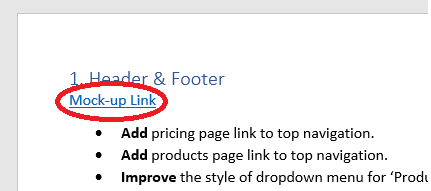 1. Header & Footer
Mock-up Link
• Add pricing page link to top navigation.
• Add products page link to top navigation.
• Improve the style of dropdown menu for ‘Produ